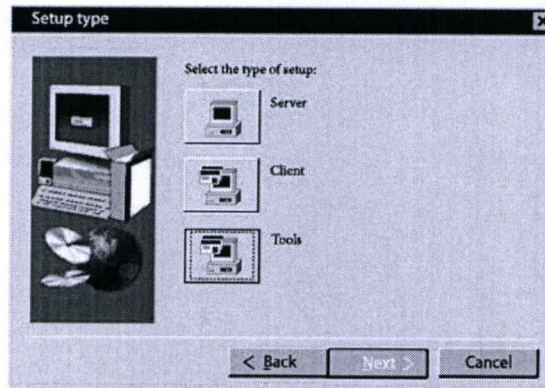 Setup type
Select the type of setup:
Server
Client
Tools
< Back
Next >
Cancel